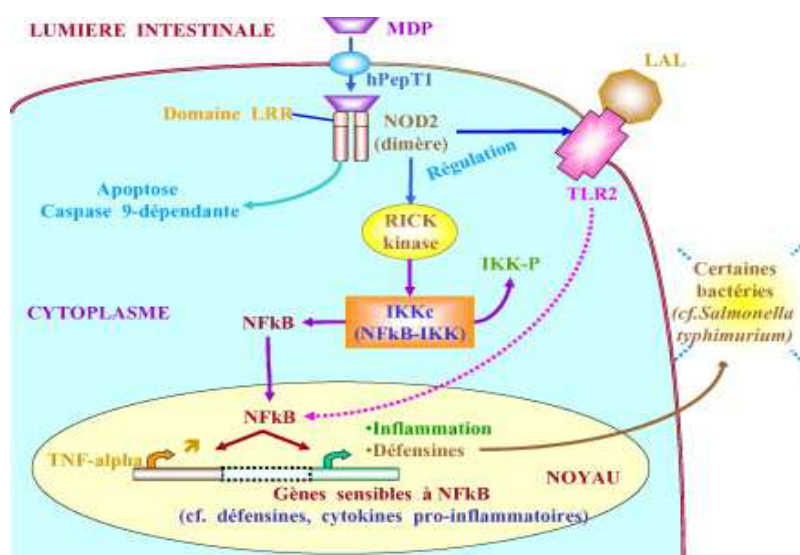 LUMIERE INTESTINALE
MDP
LAL
hPepT1
Domaine LRR
NOD2
(dimère)
Régulation
TLR2
Apoptose
Caspase 9-dépendante
RICK
kinase
IKK-P
Certaines
bactéries
(cf.Salmonella
typhimurium)
CYTOPLASME
NFkB
IKKc
(NFkB-IKK)
NFkB
•Inflammation
•Défensines
TNF-alpha
NOYAU
Gènes sensibles à NFkB
(cf. défensines, cytokines pro-inflammatoires)